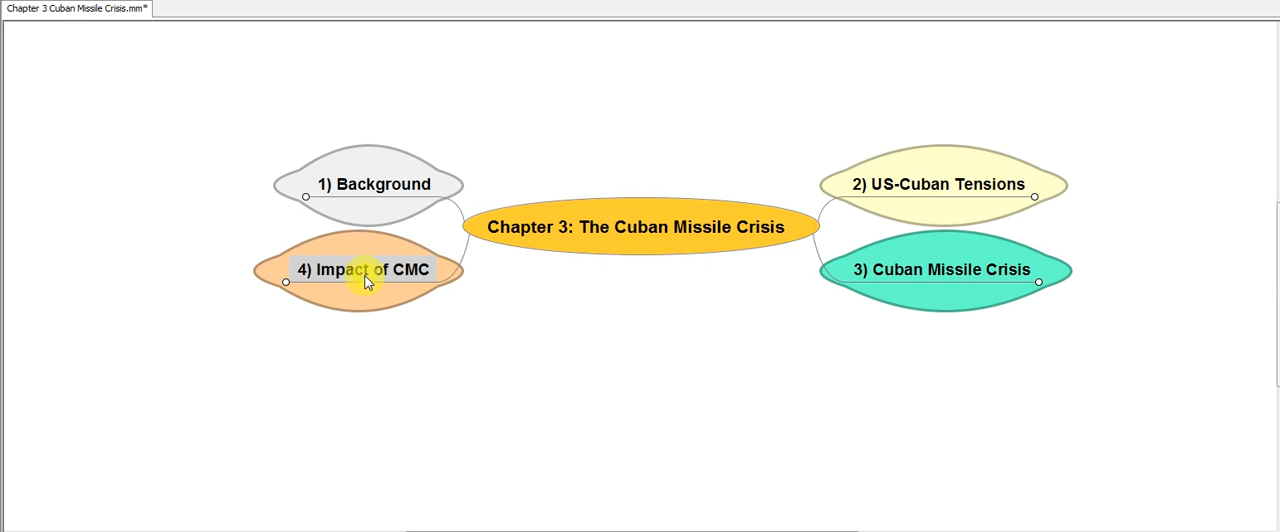 Chapter 3 Cuban Missile Crisis.mm*
1) Background
2) US-Cuban Tensions
Chapter 3: The Cuban Missile Crisis
4) Impact of CMC
3) Cuban Missile Crisis